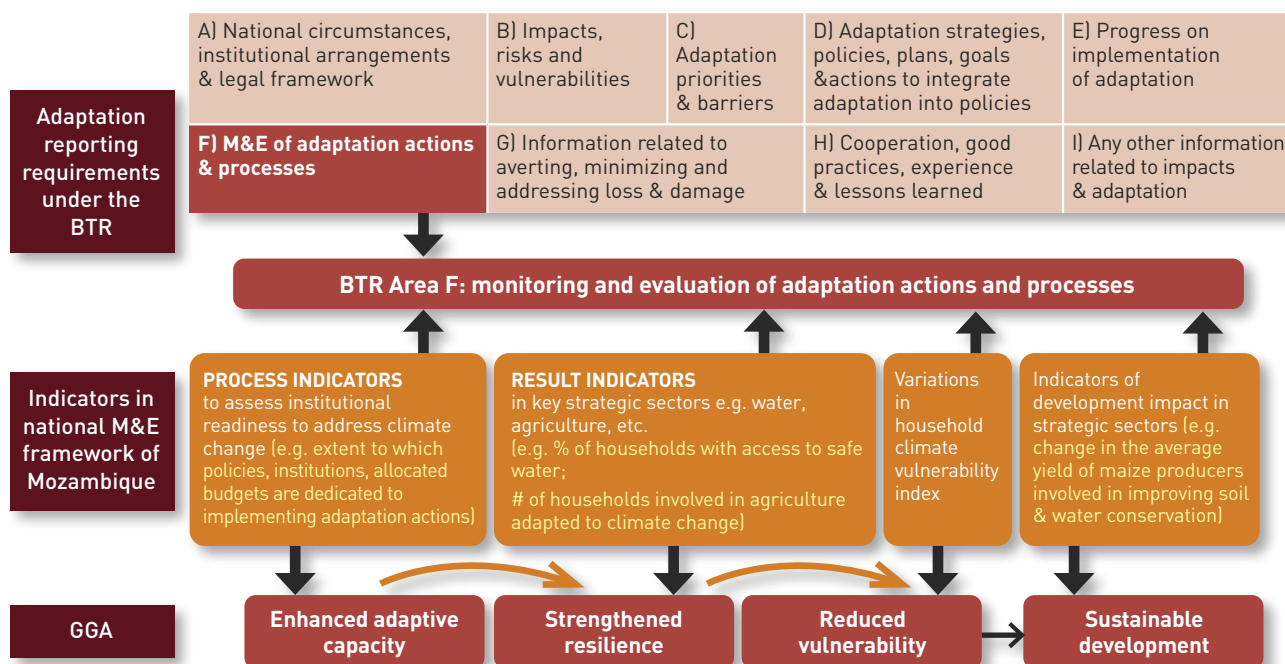 Adaptation
reporting
requirements
under the
BTR
A) National circumstances,
institutional arrangements
& legal framework
B) Impacts,
risks and
vulnerabilities
C)
Adaptation
priorities
& barriers
D) Adaptation strategies,
policies, plans, goals
&actions to integrate
adaptation into policies
E) Progress on
implementation
of adaptation
F) M&E of adaptation actions
& processes
G) Information related to
averting, minimizing and
addressing loss & damage
H) Cooperation, good
practices, experience
& lessons learned
I) Any other information
related to impacts
& adaptation
BTR Area F: monitoring and evaluation of adaptation actions and processes
Indicators in
national M&E
framework of
Mozambique
PROCESS INDICATORS
to assess institutional
readiness to address climate
change (e.g. extent to which
policies, institutions, allocated
budgets are dedicated to
implementing adaptation actions)
RESULT INDICATORS
in key strategic sectors e.g. water,
agriculture, etc.
(e.g. % of households with access to safe
water;
# of households involved in agriculture
adapted to climate change)
Variations
in
household
climate
vulnerability
index
Indicators of
development impact in
strategic sectors (e.g.
change in the average
yield of maize producers
involved in improving soil
& water conservation)
GGA
Enhanced adaptive
capacity
Strengthened
resilience
Reduced
vulnerability
Sustainable
development